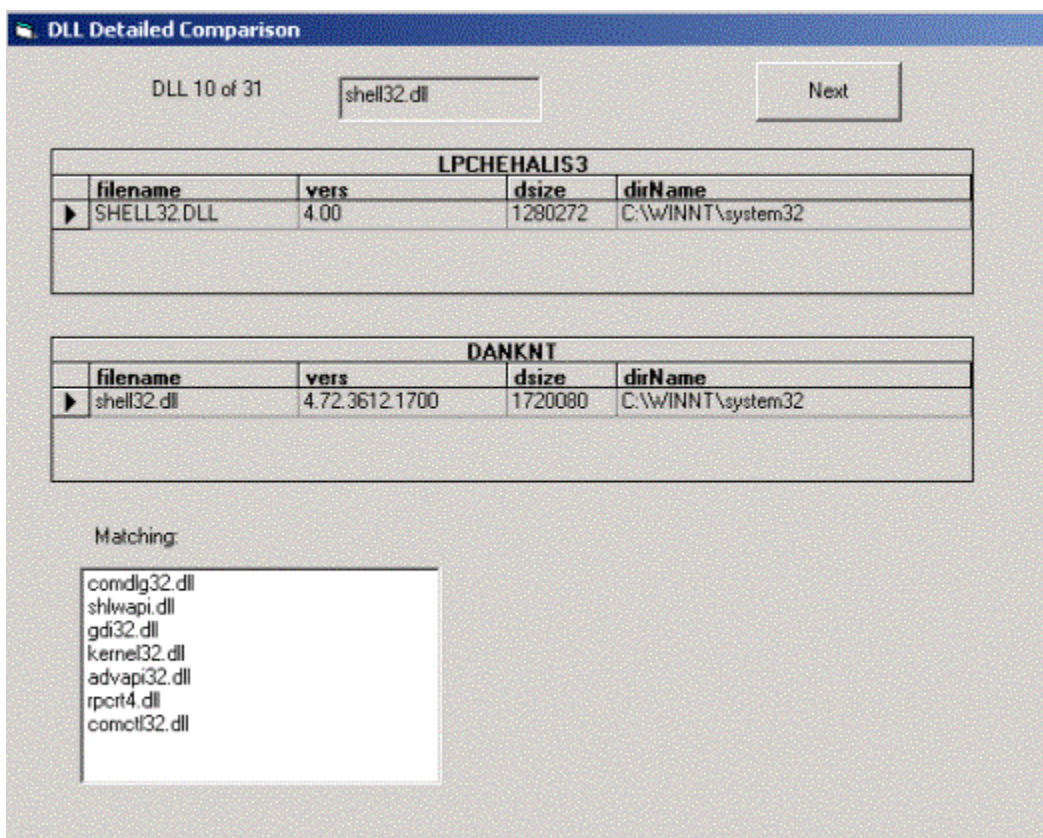 DLL Detailed Comparison
DLL 10 of 31 shell32.dll Next
LPCHEHALIS3
filename vers dsize dirName
SHELL32.DLL 4.00 1280272 C:\WINNT\system32
DANKNT
filename vers dsize dirName
shell32.dll 4.72.3612.1700 1720080 C:\WINNT\system32
Matching:
comdlg32.dll
shlwapi.dll
gdi32.dll
kernel32.dll
advapi32.dll
rpcrt4.dll
comctl32.dll